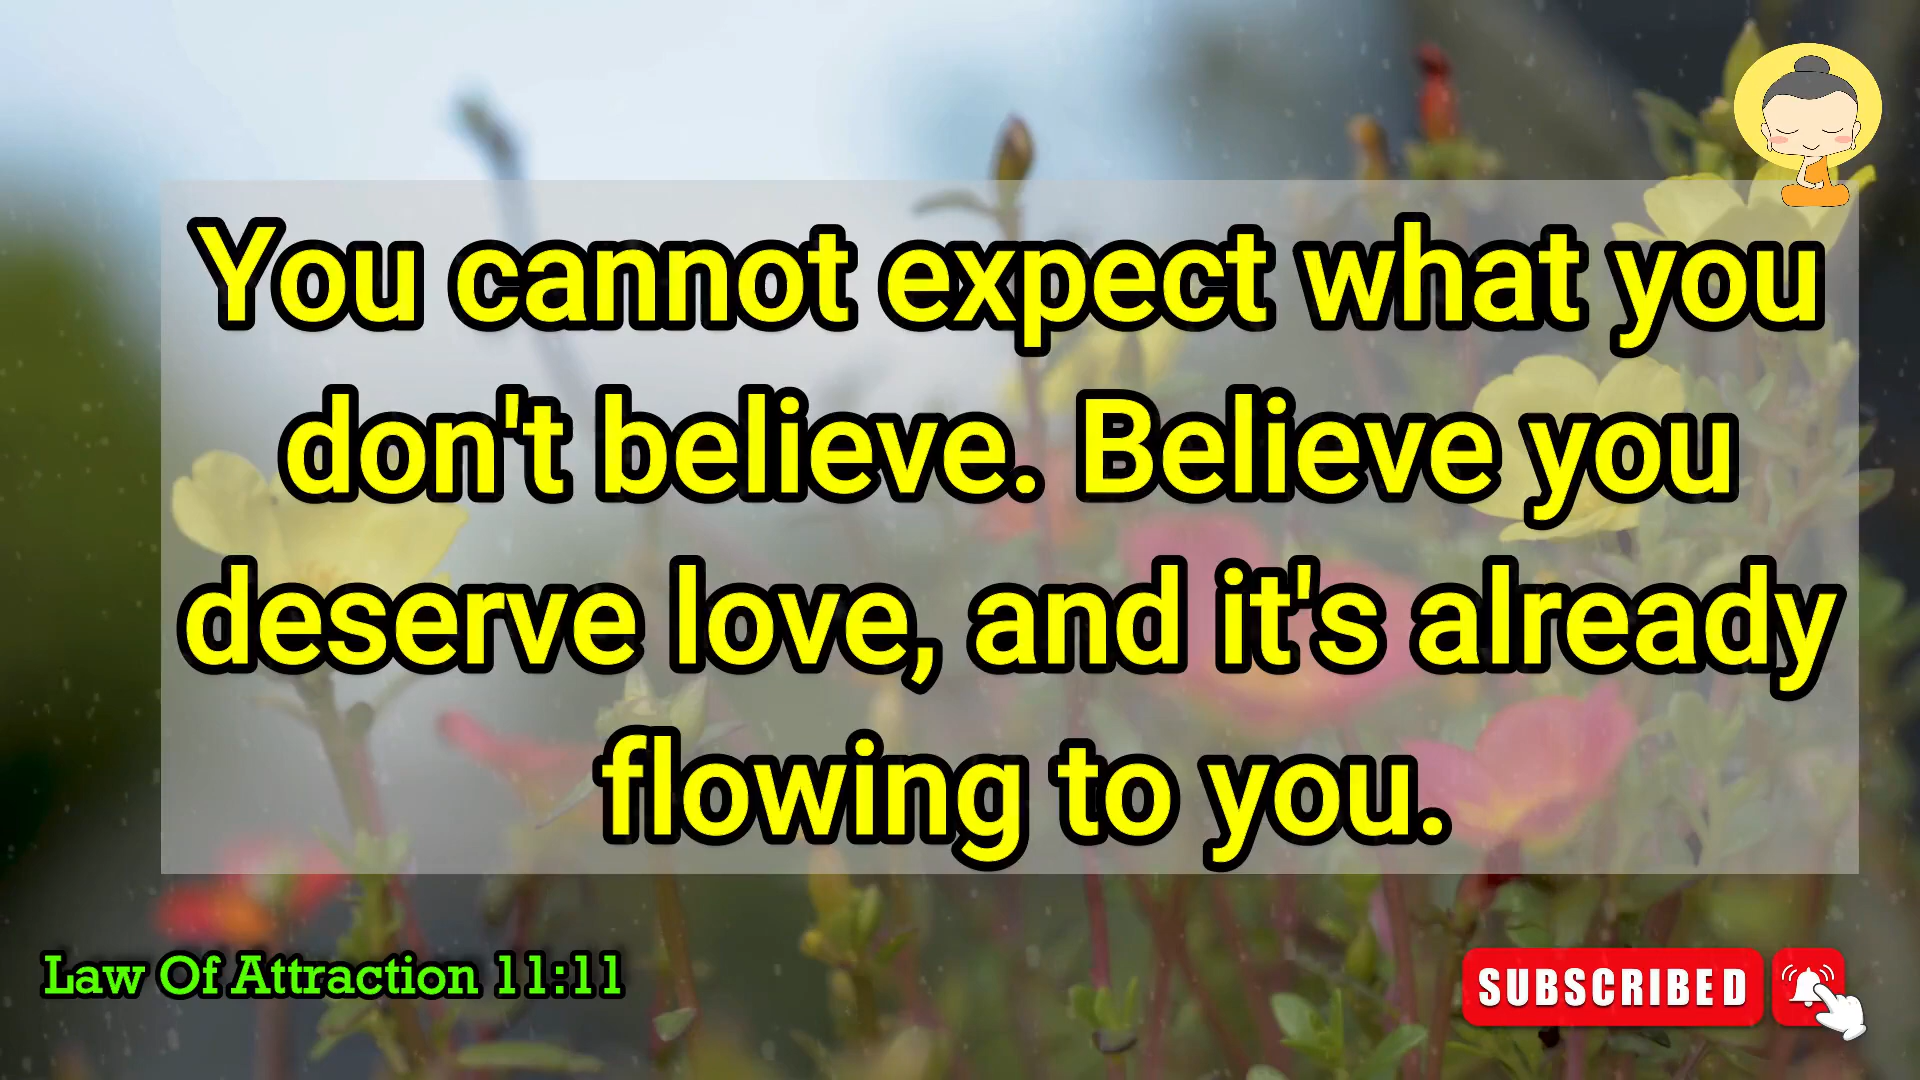 You cannot expect what you
don't believe. Believe you
deserve love, and it's already
flowing to you.
Law Of Attraction 11:11
SUBSCRIBED